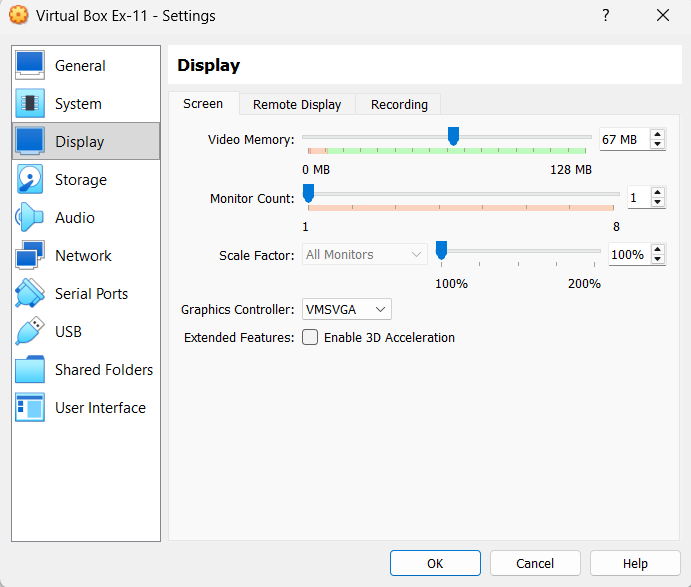 Virtual Box Ex-11 - Settings
?
General
System
Display
Storage
Audio
Network
Serial Ports
USB
Shared Folders
User Interface
Display
Screen
Remote Display
Recording
Video Memory:
67 MB
0 MB
128 MB
Monitor Count:
1
1
8
Scale Factor:
All Monitors
100%
100%
200%
Graphics Controller:
VMSVGA
Extended Features:
Enable 3D Acceleration
OK
Cancel
Help